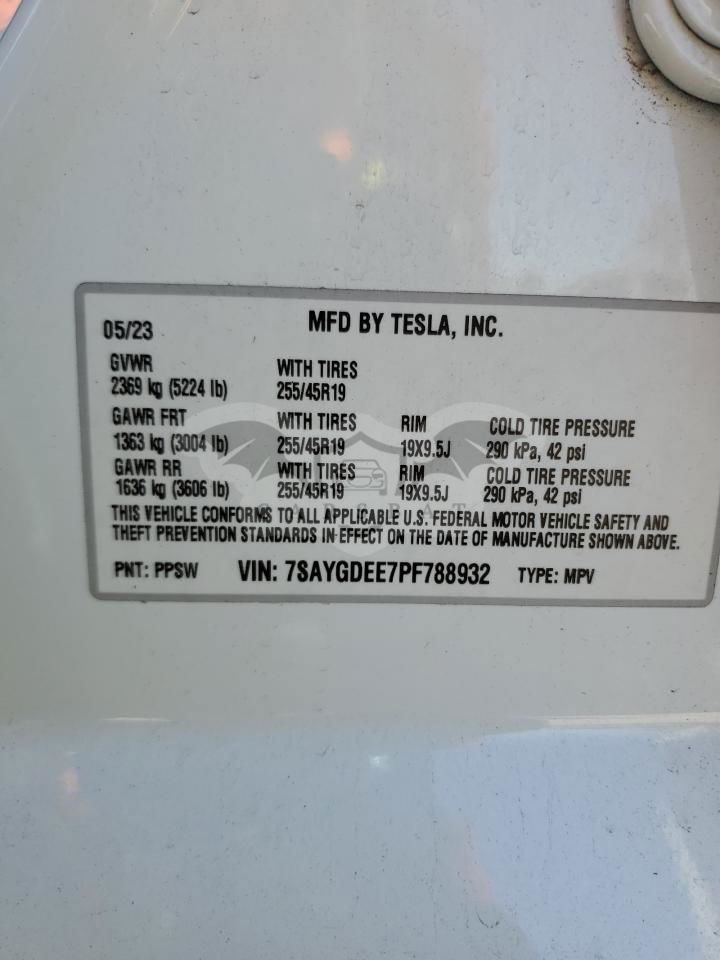 05/23 MFD BY TESLA, INC.
GVWR WITH TIRES
2369 kg (5224 lb) 255/45R19
GAWR FRT WITH TIRES RIM COLD TIRE PRESSURE
1363 kg (3004 lb) 255/45R19 19X9.5J 290 kPa, 42 psi
GAWR RR WITH TIRES RIM COLD TIRE PRESSURE
1636 kg (3606 lb) 255/45R19 19X9.5J 290 kPa, 42 psi
THIS VEHICLE CONFORMS TO ALL APPLICABLE U.S. FEDERAL MOTOR VEHICLE SAFETY AND
THEFT PREVENTION STANDARDS IN EFFECT ON THE DATE OF MANUFACTURE SHOWN ABOVE.
PNT: PPSW VIN: 7SAYGDEE7PF788932 TYPE: MPV